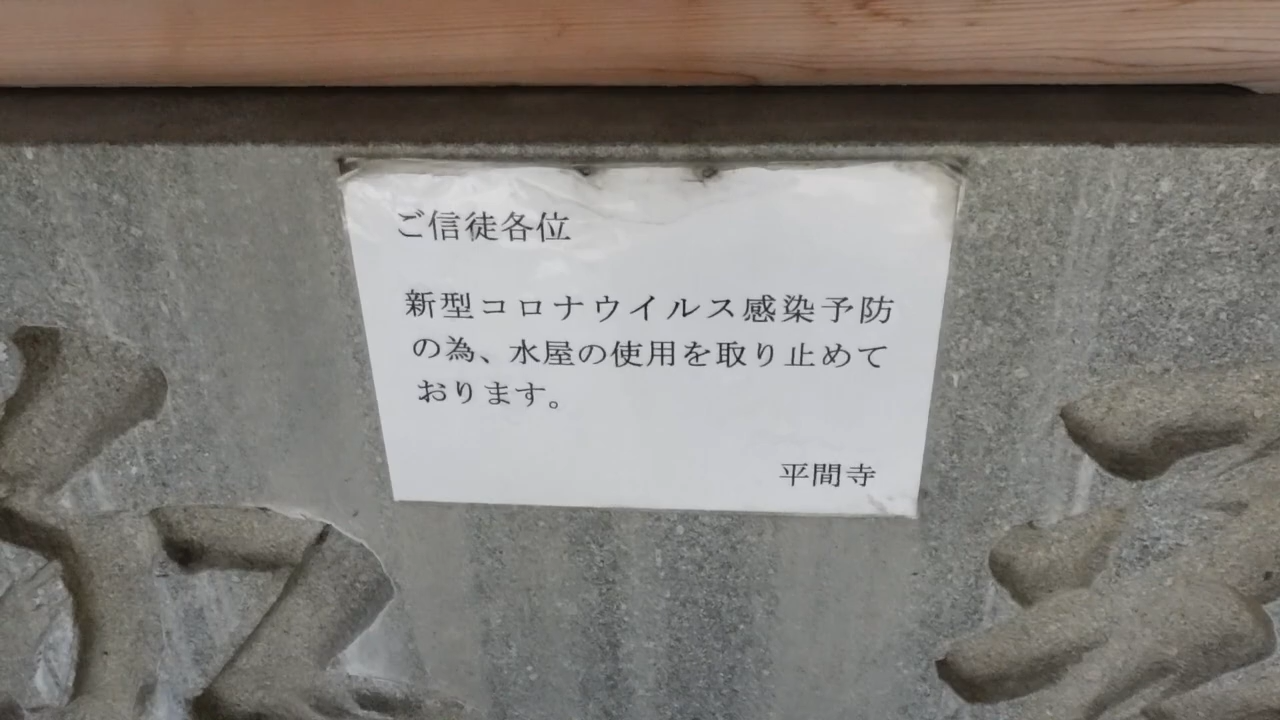 ご信徒各位
新型コロナウイルス感染予防
の為、水屋の使用を取り止めて
おります。
平間寺